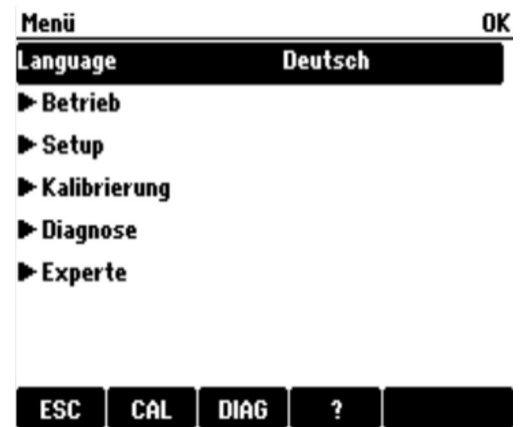 Menü OK
Language Deutsch
▶ Betrieb
▶ Setup
▶ Kalibrierung
▶ Diagnose
▶ Experte
ESC CAL DIAG ?